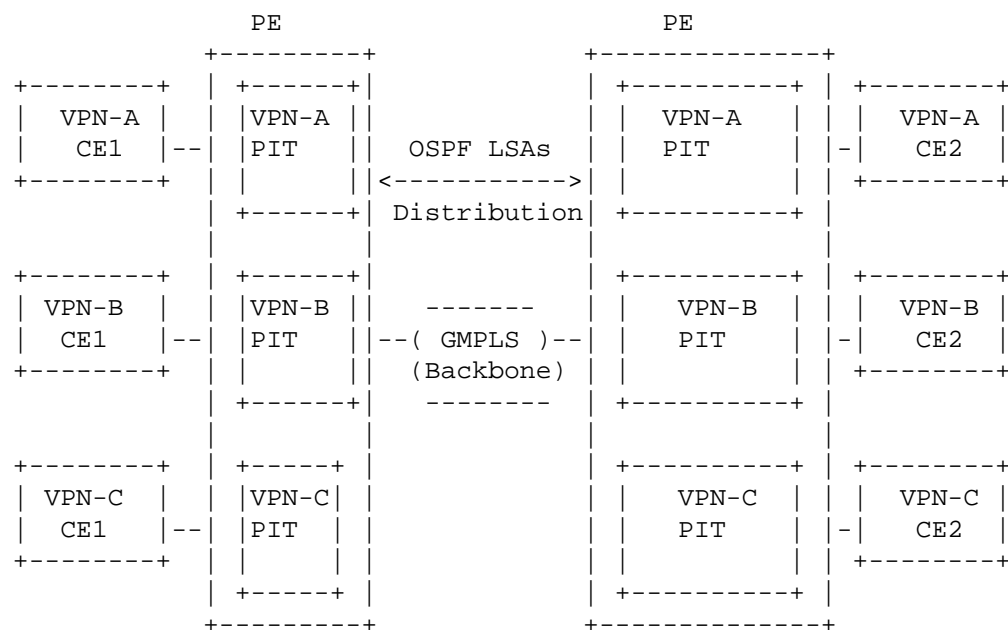 PE PE
VPN-A VPN-A VPN-A VPN-A
CE1 PIT OSPF LSAs PIT CE2
Distribution
VPN-B VPN-B VPN-B VPN-B
CE1 PIT ( GMPLS ) PIT CE2
(Backbone)
VPN-C VPN-C VPN-C VPN-C
CE1 PIT PIT CE2